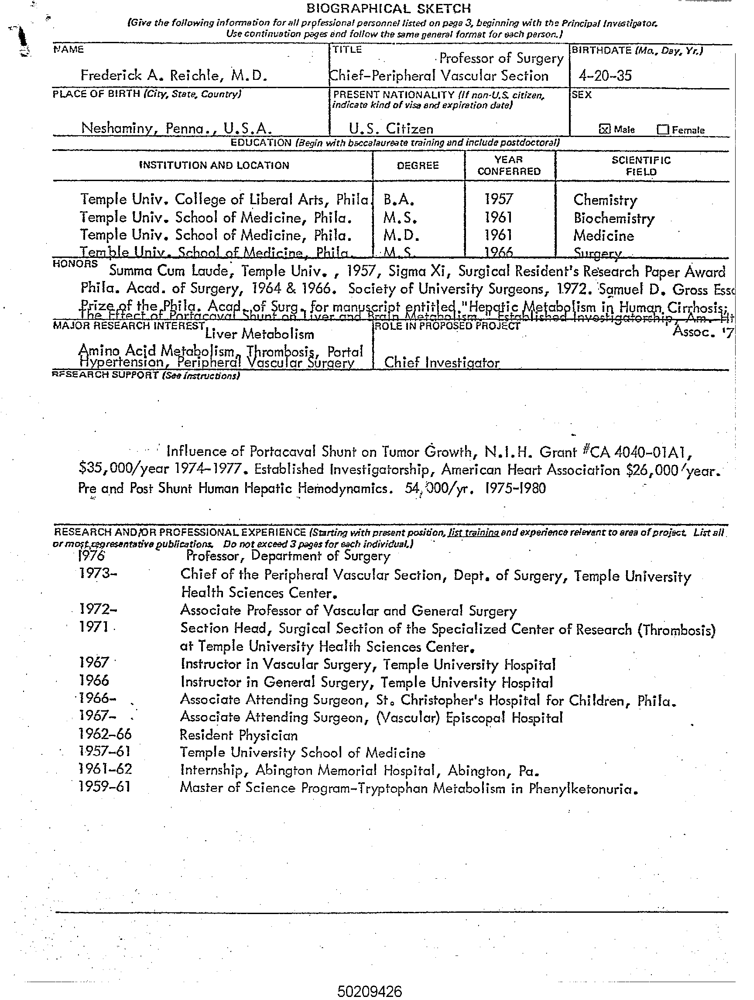 BIOGRAPHICAL SKETCH
(Give the following information for all professional personnel listed on page 3, beginning with the Principal Investigator.
Use continuation pages and follow the same general format for each person.)
NAME
Frederick A. Reichle, M.D.
TITLE
Professor of Surgery
Chief-Peripheral Vascular Section
BIRTHDATE (Mo., Day, Yr.)
4-20-35
PLACE OF BIRTH (City, State, Country)
Neshaminy, Penna., U.S.A.
PRESENT NATIONALITY (If non-U.S. citizen,
indicate kind of visa and expiration date)
U.S. Citizen
SEX
☒ Male ☐ Female
EDUCATION (Begin with baccalaureate training and include postdoctoral)
INSTITUTION AND LOCATION DEGREE YEAR CONFERRED SCIENTIFIC FIELD
Temple Univ. College of Liberal Arts, Phila. B.A. 1957 Chemistry
Temple Univ. School of Medicine, Phila. M.S. 1961 Biochemistry
Temple Univ. School of Medicine, Phila. M.D. 1961 Medicine
Temble Univ. School of Medicine, Phila. M.S. 1966 Surgery
HONORS Summa Cum Laude, Temple Univ. , 1957, Sigma Xi, Surgical Resident's Research Paper Award
Phila. Acad. of Surgery, 1964 & 1966. Society of University Surgeons, 1972. Samuel D. Gross Essa
Prize of the Phila. Acad. of Surg. for manuscript entitled "Hepatic Metabolism in Human Cirrhosis;
The Effect of Portacaval Shunt on Liver and Brain Metabolism." Established Investigatorship, Am. Ht
Assoc. '7
MAJOR RESEARCH INTEREST Liver Metabolism
Amino Acid Metabolism, Thrombosis, Portal
Hypertension, Peripheral Vascular Surgery
ROLE IN PROPOSED PROJECT
Chief Investigator
RESEARCH SUPPORT (See instructions)
Influence of Portacaval Shunt on Tumor Growth, N.I.H. Grant #CA 4040-01A1,
$35,000/year 1974-1977. Established Investigatorship, American Heart Association $26,000/year.
Pre and Post Shunt Human Hepatic Hemodynamics. 54,000/yr. 1975-1980
RESEARCH AND/OR PROFESSIONAL EXPERIENCE (Starting with present position, list training and experience relevant to area of project. List all
or most representative publications. Do not exceed 3 pages for each individual.)
1976 Professor, Department of Surgery
1973- Chief of the Peripheral Vascular Section, Dept. of Surgery, Temple University
Health Sciences Center.
1972- Associate Professor of Vascular and General Surgery
1971 Section Head, Surgical Section of the Specialized Center of Research (Thrombosis)
at Temple University Health Sciences Center.
1967 Instructor in Vascular Surgery, Temple University Hospital
1966 Instructor in General Surgery, Temple University Hospital
1966- Associate Attending Surgeon, St. Christopher's Hospital for Children, Phila.
1967- Associate Attending Surgeon, (Vascular) Episcopal Hospital
1962-66 Resident Physician
1957-61 Temple University School of Medicine
1961-62 Internship, Abington Memorial Hospital, Abington, Pa.
1959-61 Master of Science Program-Tryptophan Metabolism in Phenylketonuria.
50209426